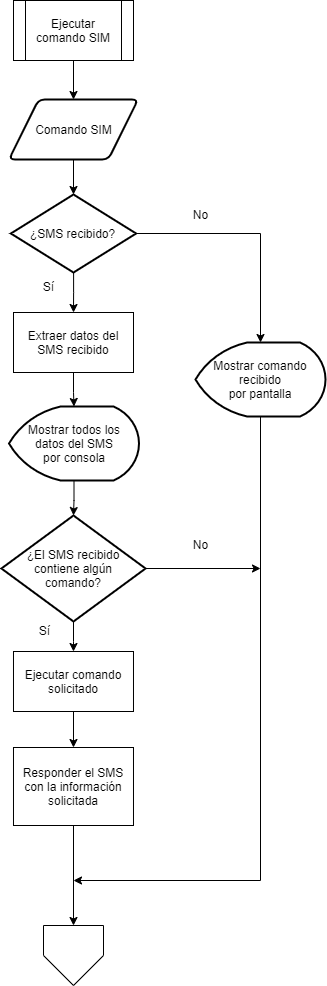 Ejecutar
comando SIM
Comando SIM
¿SMS recibido?
No
Sí
Extraer datos del
SMS recibido
Mostrar comando
recibido
por pantalla
Mostrar todos los
datos del SMS
por consola
¿El SMS recibido
contiene algún
comando?
No
Sí
Ejecutar comando
solicitado
Responder el SMS
con la información
solicitada